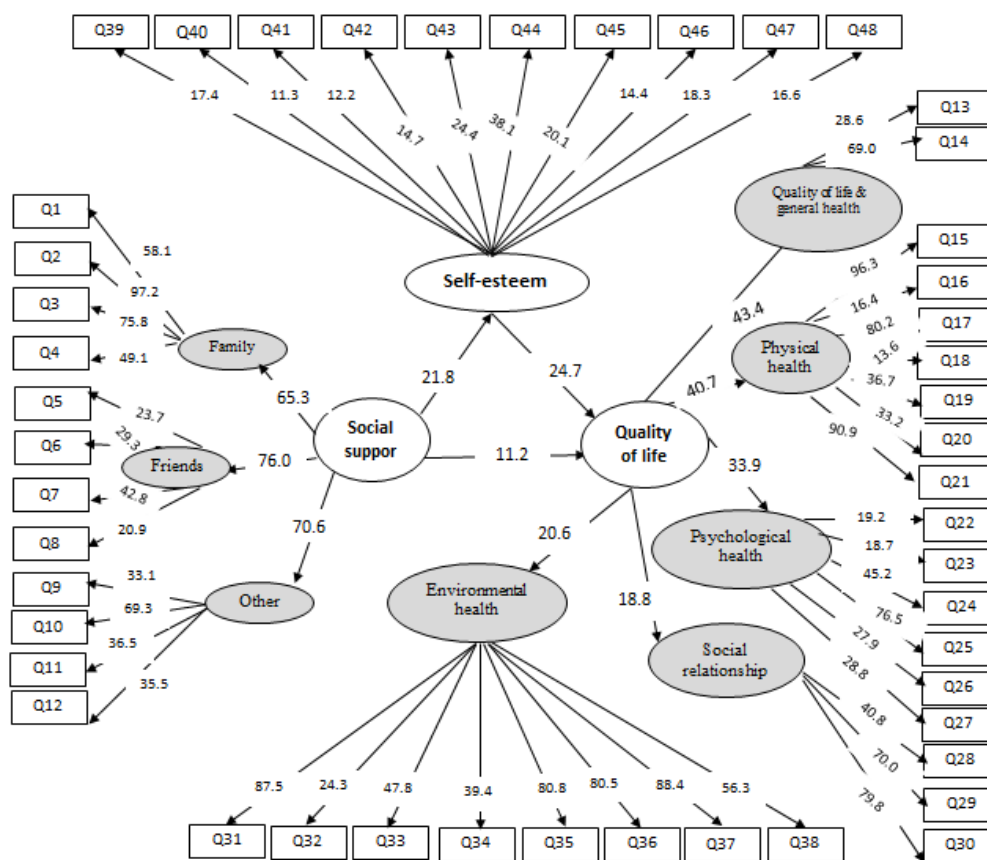 Q39 Q40 Q41 Q42 Q43 Q44 Q45 Q46 Q47 Q48
17.4 11.3 12.2 14.7 24.4 38.1 20.1 14.4 18.3 16.6
Q13
28.6
Q14
69.0
Quality of life &
general health
Q1
58.1
Q2
97.2
Q3
75.8
Q4
49.1
Family
Self-esteem
Q15
96.3
Q16
16.4
Q17
80.2
Q18
13.6
Q19
36.7
Q20
33.2
Q21
90.9
Physical
health
43.4
40.7
65.3
21.8
24.7
Q5
23.7
Q6
29.3
Q7
42.8
Q8
20.9
Friends
76.0
Social
suppor
11.2
Quality
of life
33.9
70.6
20.6
18.8
Q9
33.1
Q10
69.3
Q11
36.5
Q12
35.5
Other
Environmental
health
Psychological
health
Q22
19.2
Q23
18.7
Q24
45.2
Q25
76.5
Q26
27.9
Q27
28.8
Social
relationship
Q28
40.8
Q29
70.0
Q30
79.8
87.5 24.3 47.8 39.4 80.8 80.5 88.4 56.3
Q31 Q32 Q33 Q34 Q35 Q36 Q37 Q38